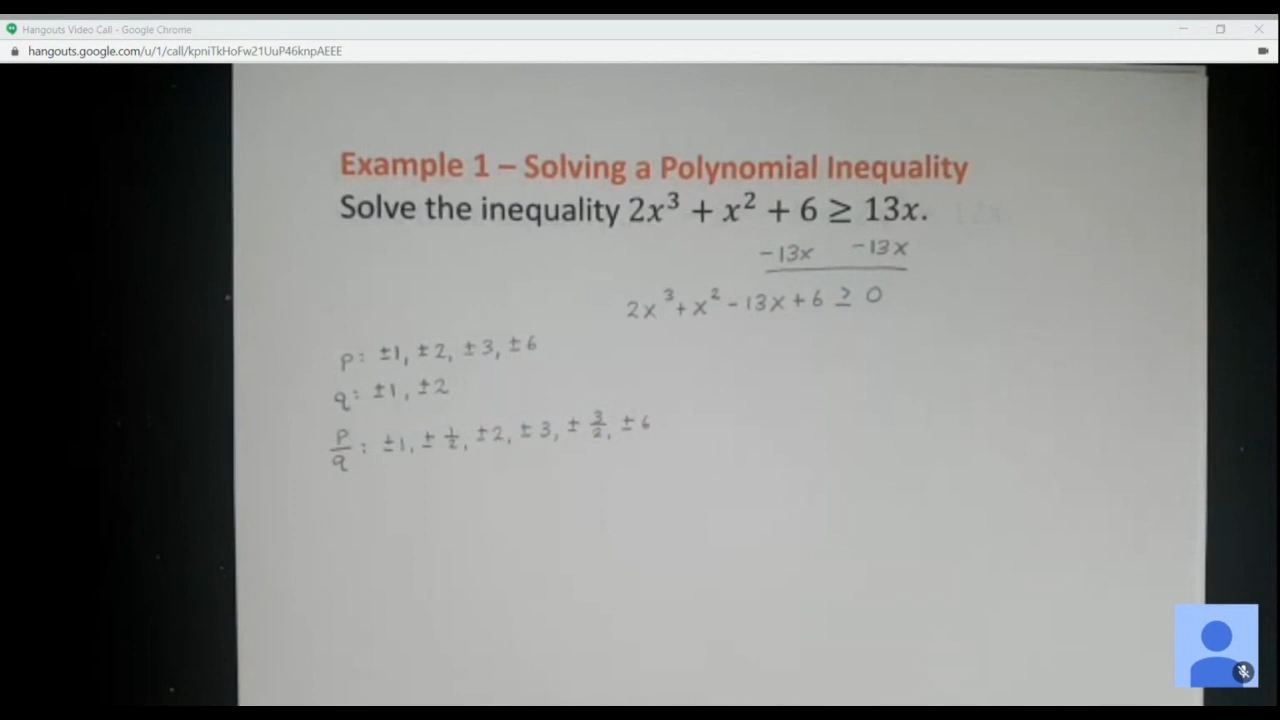 Hangouts Video Call - Google Chrome
hangouts.google.com/u/1/call/kpniTkHoFw21UuP46knpAEEE
Example 1 – Solving a Polynomial Inequality
Solve the inequality 2x³ + x² + 6 ≥ 13x.
-13x -13x
2x³ + x² - 13x + 6 ≥ 0
p: ±1, ±2, ±3, ±6
q: ±1, ±2
p/q: ±1, ±1/2, ±2, ±3, ±3/2, ±6